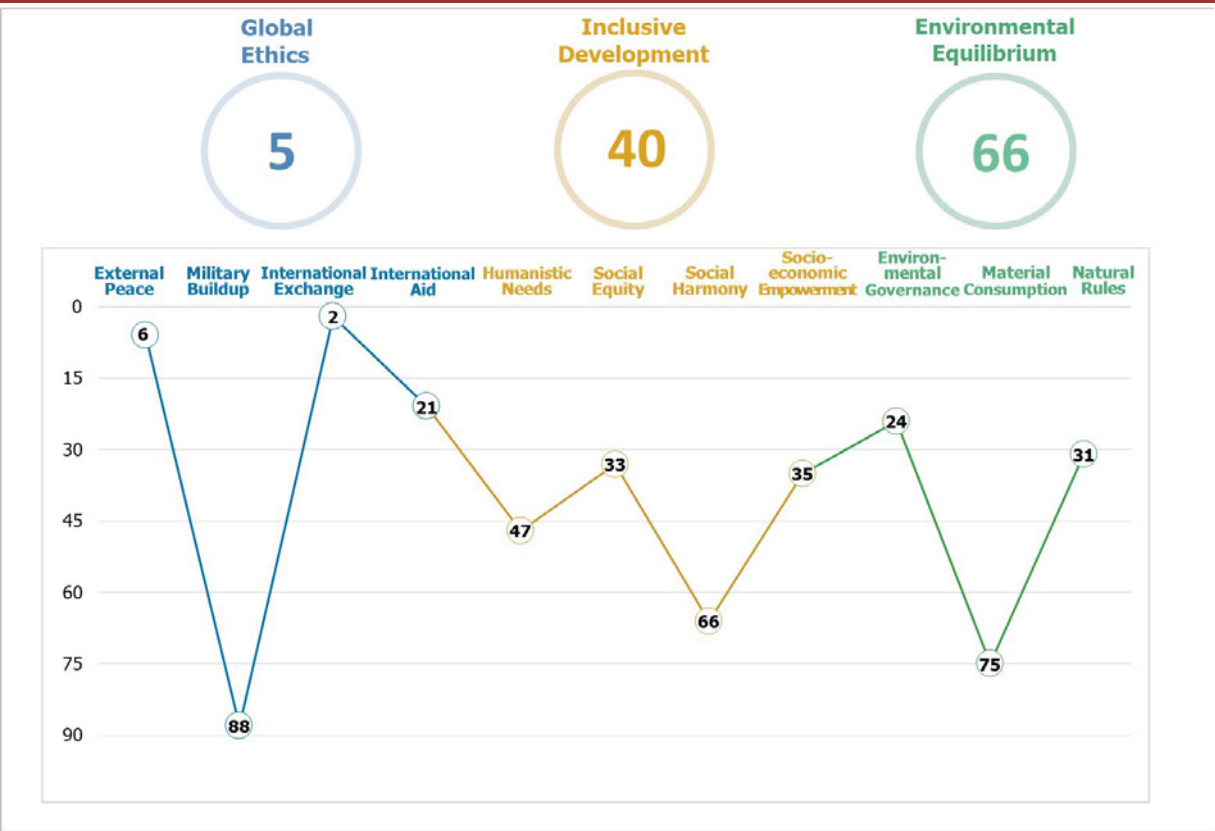 Global
Ethics
Inclusive
Development
Environmental
Equilibrium
5
40
66
External
Peace
Military
Buildup
International
Exchange
International
Aid
Humanistic
Needs
Social
Equity
Social
Harmony
Socio-
economic
Empowerment
Environ-
mental
Governance
Material
Consumption
Natural
Rules
0
15
30
45
60
75
90
6
88
2
21
47
33
66
35
24
75
31